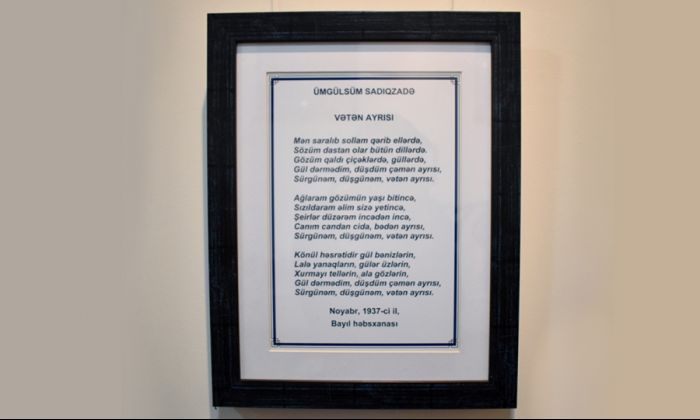 ÜMGÜLSÜM SADIQZADƏ
VƏTƏN AYRISI
Mən saralıb sollam qərib ellərdə,
Sözüm dastan olar bütün dillərdə.
Gözüm qaldı çiçəklərdə, güllərdə,
Gül dərmədim, düşdüm çəmən ayrısı,
Sürgünəm, düşgünəm, vətən ayrısı.
Ağlaram gözümün yaşı bitincə,
Sızıldaram əlim sizə yetincə,
Şeirlər düzərəm incədən incə,
Canım candan cida, bədən ayrısı,
Sürgünəm, düşgünəm, vətən ayrısı.
Könül həsrətidir gül bənizlərin,
Lalə yanaqların, gülər üzlərin,
Xurmayı tellərin, ala gözlərin,
Gül dərmədim, düşdüm çəmən ayrısı,
Sürgünəm, düşgünəm, vətən ayrısı.
Noyabr, 1937-ci il,
Bayıl həbsxanası